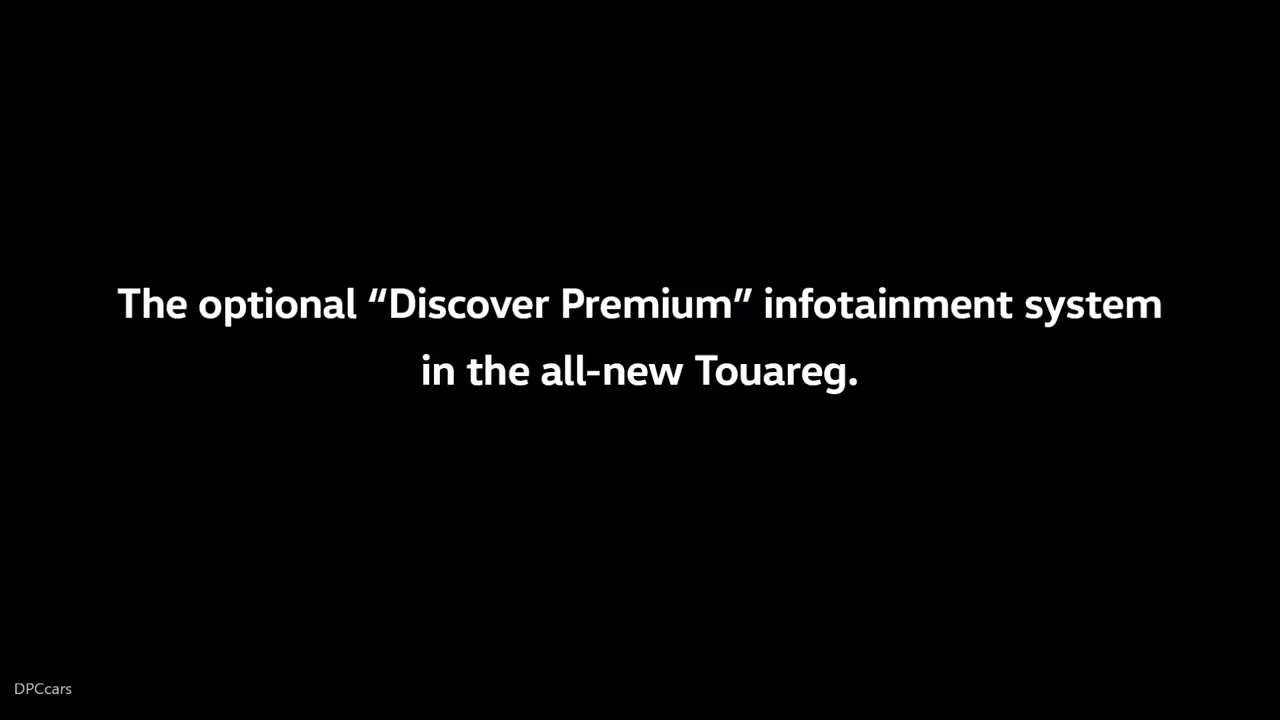 The optional “Discover Premium” infotainment system
in the all-new Touareg.
DPCcars